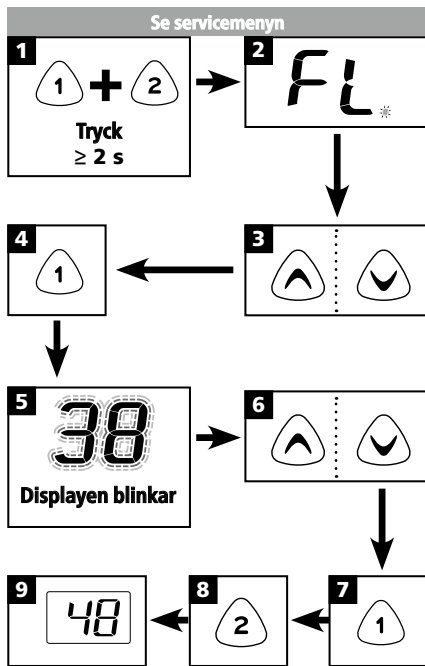 Se servicemenyn
1
1 + 2
Tryck
≥ 2 s
2
FL
3
4
1
5
38
Displayen blinkar
6
7
1
8
2
9
48